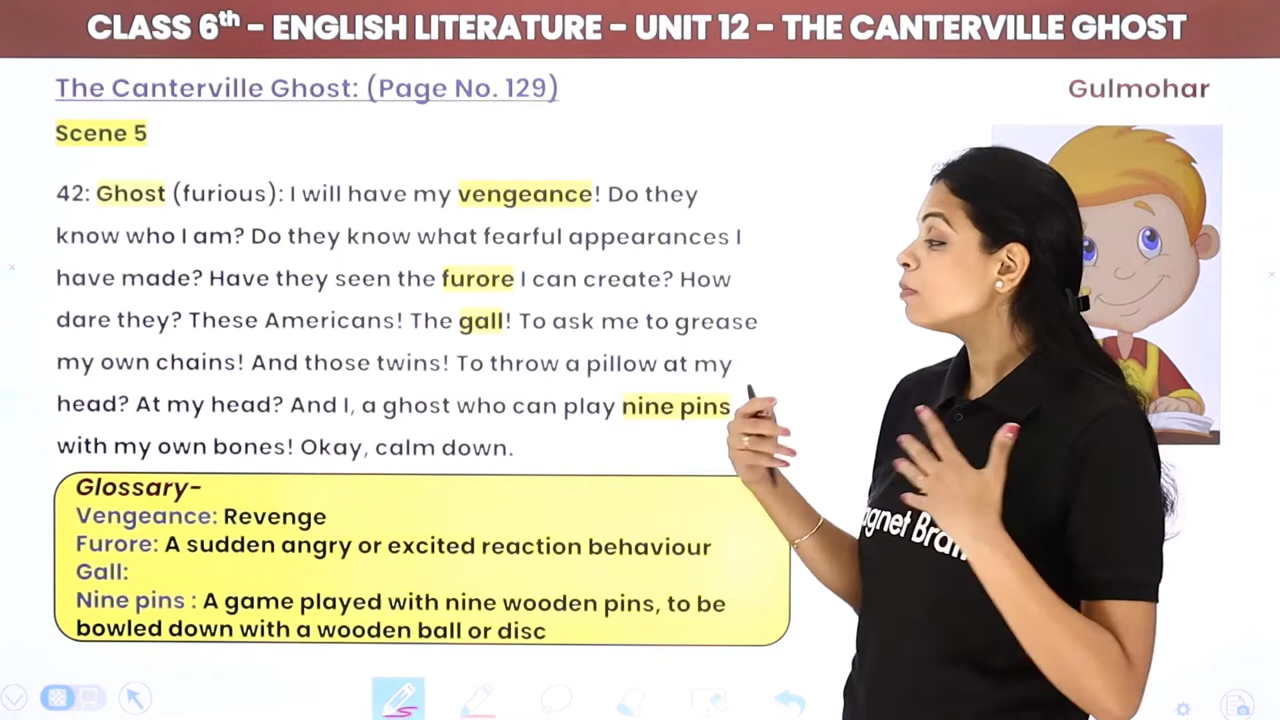 CLASS 6th - ENGLISH LITERATURE - UNIT 12 - THE CANTERVILLE GHOST
The Canterville Ghost: (Page No. 129)
Gulmohar
Scene 5
42: Ghost (furious): I will have my vengeance! Do they
know who I am? Do they know what fearful appearances I
have made? Have they seen the furore I can create? How
dare they? These Americans! The gall! To ask me to grease
my own chains! And those twins! To throw a pillow at my
head? At my head? And I, a ghost who can play nine pins
with my own bones! Okay, calm down.
Glossary-
Vengeance: Revenge
Furore: A sudden angry or excited reaction behaviour
Gall:
Nine pins : A game played with nine wooden pins, to be
bowled down with a wooden ball or disc